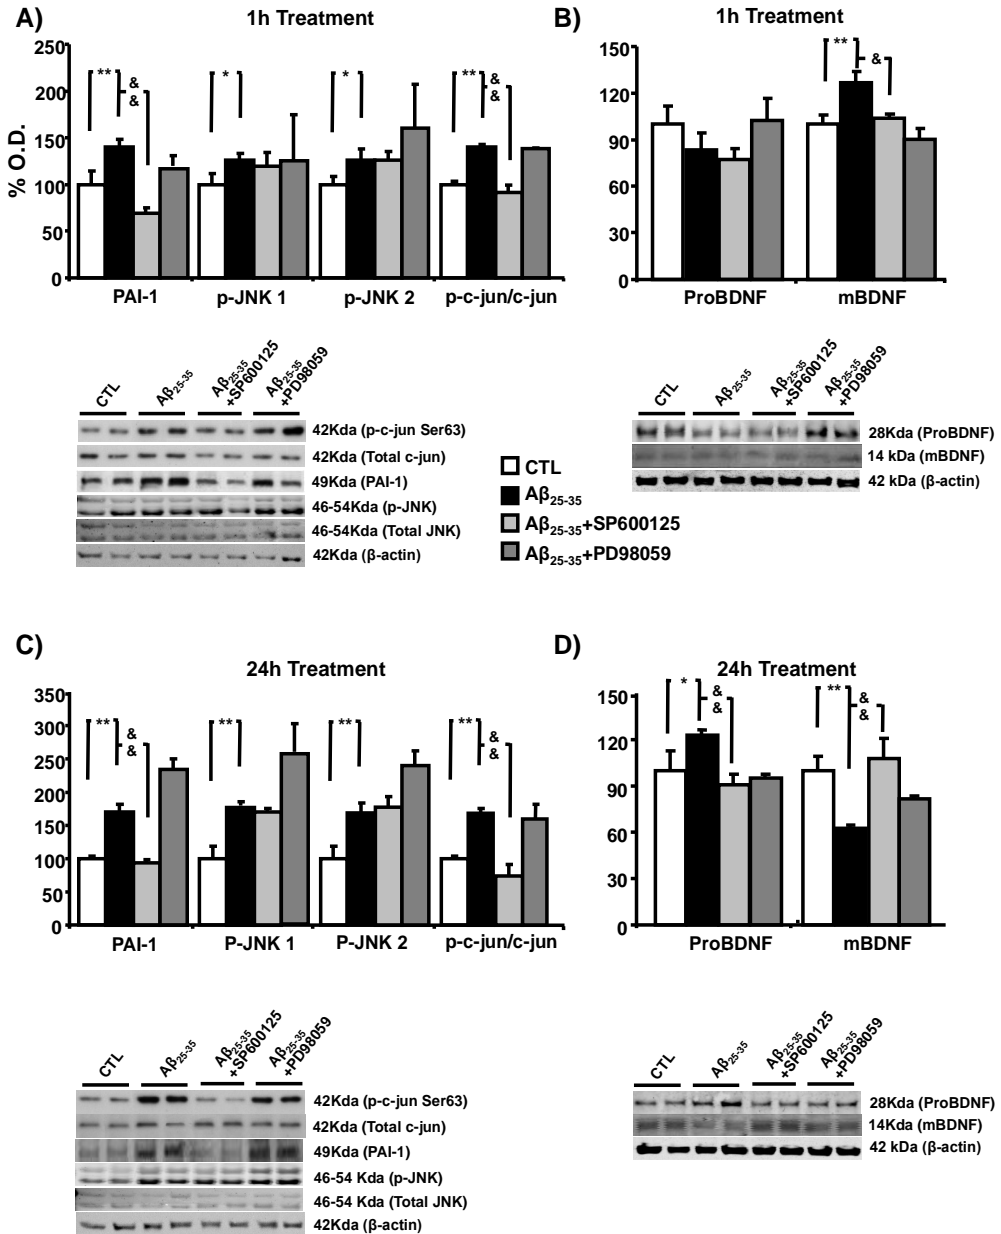 A)
1h Treatment
% O.D.
250
200
150
100
50
0
** & &
*
*
** & &
PAI-1 p-JNK 1 p-JNK 2 p-c-jun/c-jun
CTL Aβ25-35 Aβ25-35 +SP600125 Aβ25-35 +PD98059
42Kda (p-c-jun Ser63)
42Kda (Total c-jun)
49Kda (PAI-1)
46-54Kda (p-JNK)
46-54Kda (Total JNK)
42Kda (β-actin)
B)
1h Treatment
150
120
90
60
30
0
** &
ProBDNF mBDNF
CTL Aβ25-35 Aβ25-35 +SP600125 Aβ25-35 +PD98059
28Kda (ProBDNF)
14 kDa (mBDNF)
42 kDa (β-actin)
CTL
Aβ25-35
Aβ25-35+SP600125
Aβ25-35+PD98059
C)
24h Treatment
350
300
250
200
150
100
50
0
** & &
**
**
** & &
PAI-1 P-JNK 1 P-JNK 2 p-c-jun/c-jun
CTL Aβ25-35 Aβ25-35 +SP600125 Aβ25-35 +PD98059
42Kda (p-c-jun Ser63)
42Kda (Total c-jun)
49Kda (PAI-1)
46-54 Kda (p-JNK)
46-54 Kda (Total JNK)
42Kda (β-actin)
D)
24h Treatment
150
120
90
60
30
0
* & &
** & &
ProBDNF mBDNF
CTL Aβ25-35 Aβ25-35 +SP600125 Aβ25-35 +PD98059
28Kda (ProBDNF)
14Kda (mBDNF)
42 kDa (β-actin)